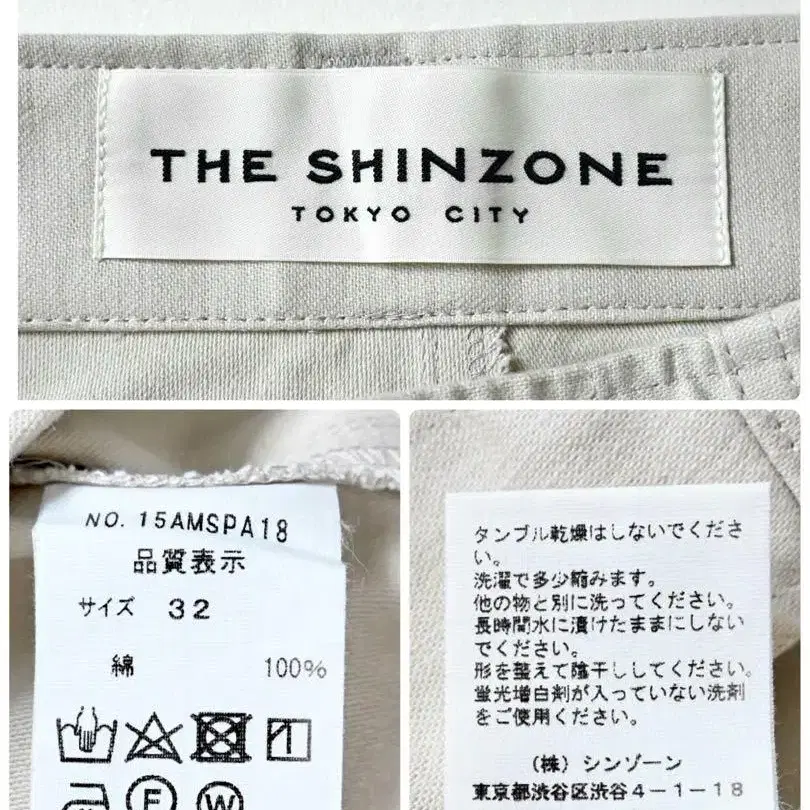 THE SHINZONE
TOKYO CITY
NO. 15AMSPA18
品質表示
サイズ 32
綿 100%
F W
タンブル乾燥はしないでくださ
い。
洗濯で多少縮みます。
他の物と別に洗ってください。
長時間水に漬けたままにしない
でください。
形を整えて陰干ししてください。
蛍光増白剤が入っていない洗剤
をご使用ください。
(株) シンゾーン
東京都渋谷区渋谷4-1-18